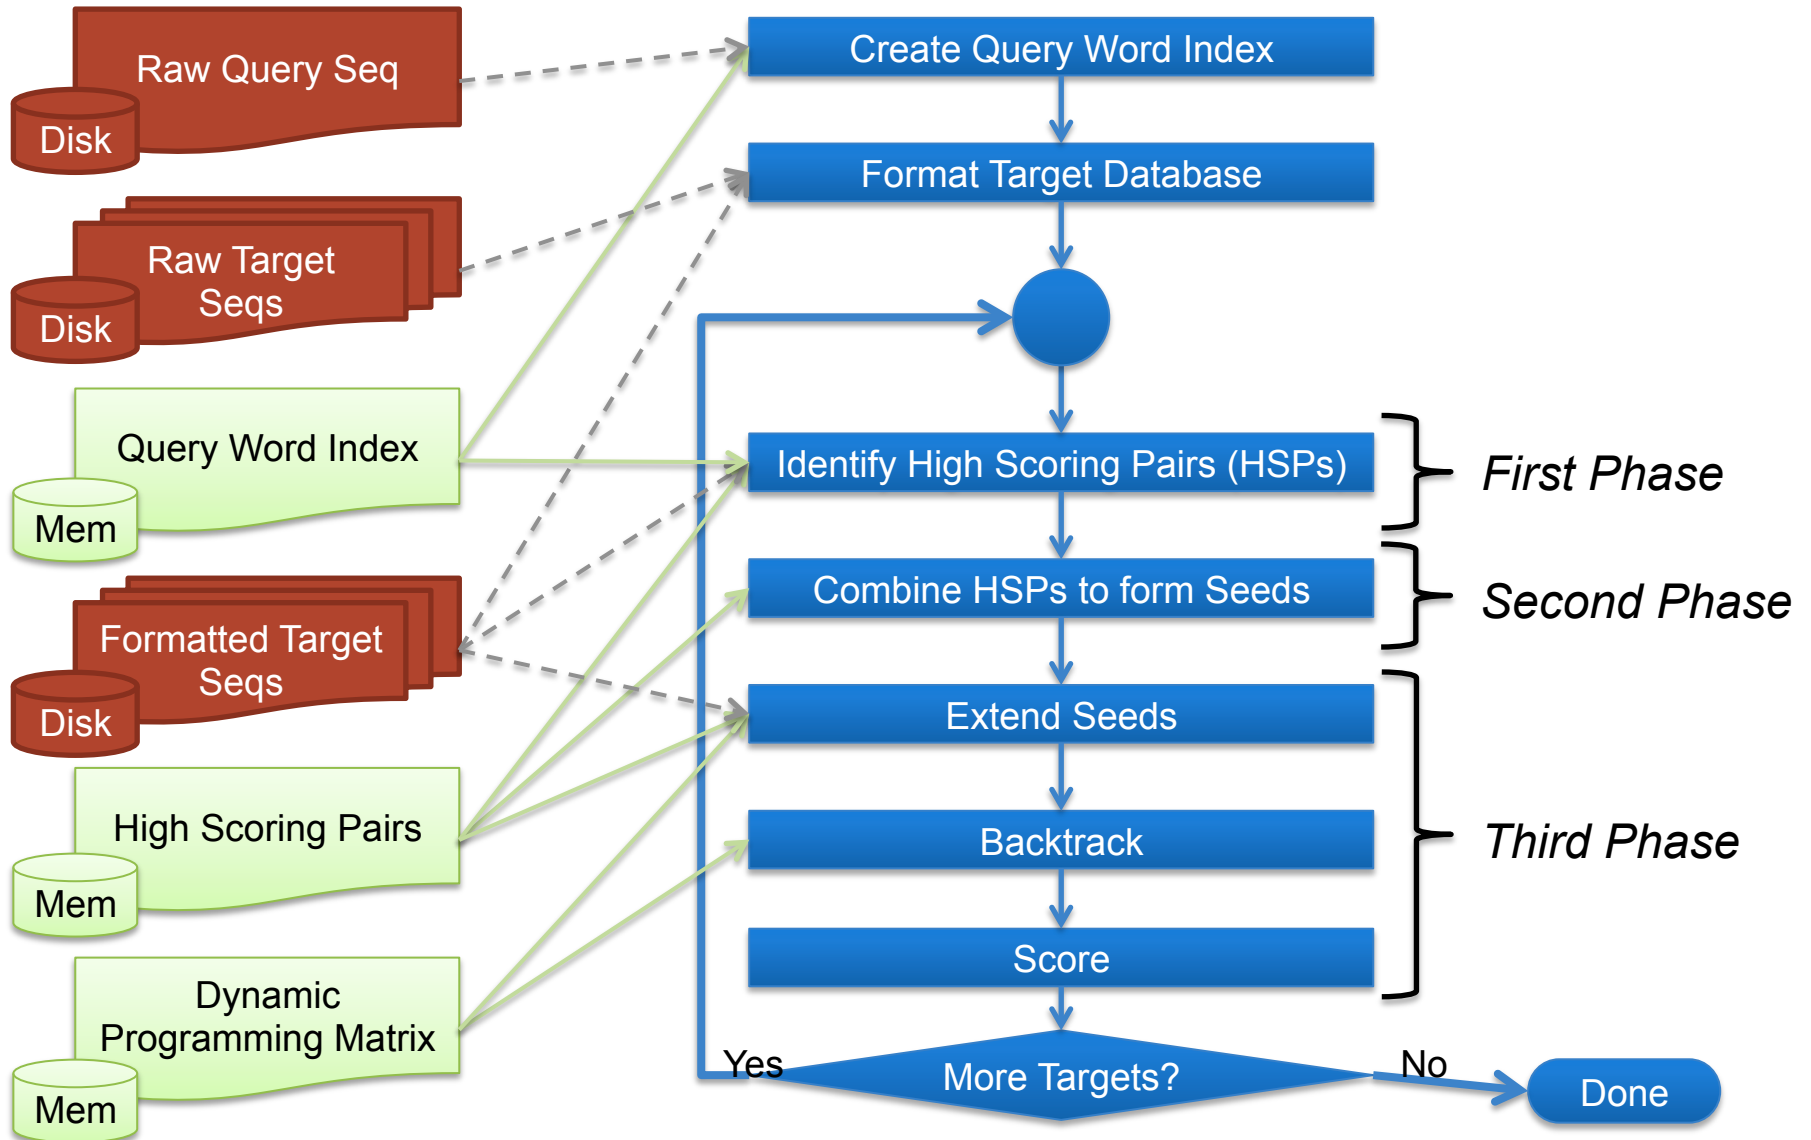 Raw Query Seq
Disk
Raw Target
Seqs
Disk
Query Word Index
Mem
Formatted Target
Seqs
Disk
High Scoring Pairs
Mem
Dynamic
Programming Matrix
Mem
Create Query Word Index
Format Target Database
Identify High Scoring Pairs (HSPs)
Combine HSPs to form Seeds
Extend Seeds
Backtrack
Score
More Targets?
Yes
No
Done
First Phase
Second Phase
Third Phase